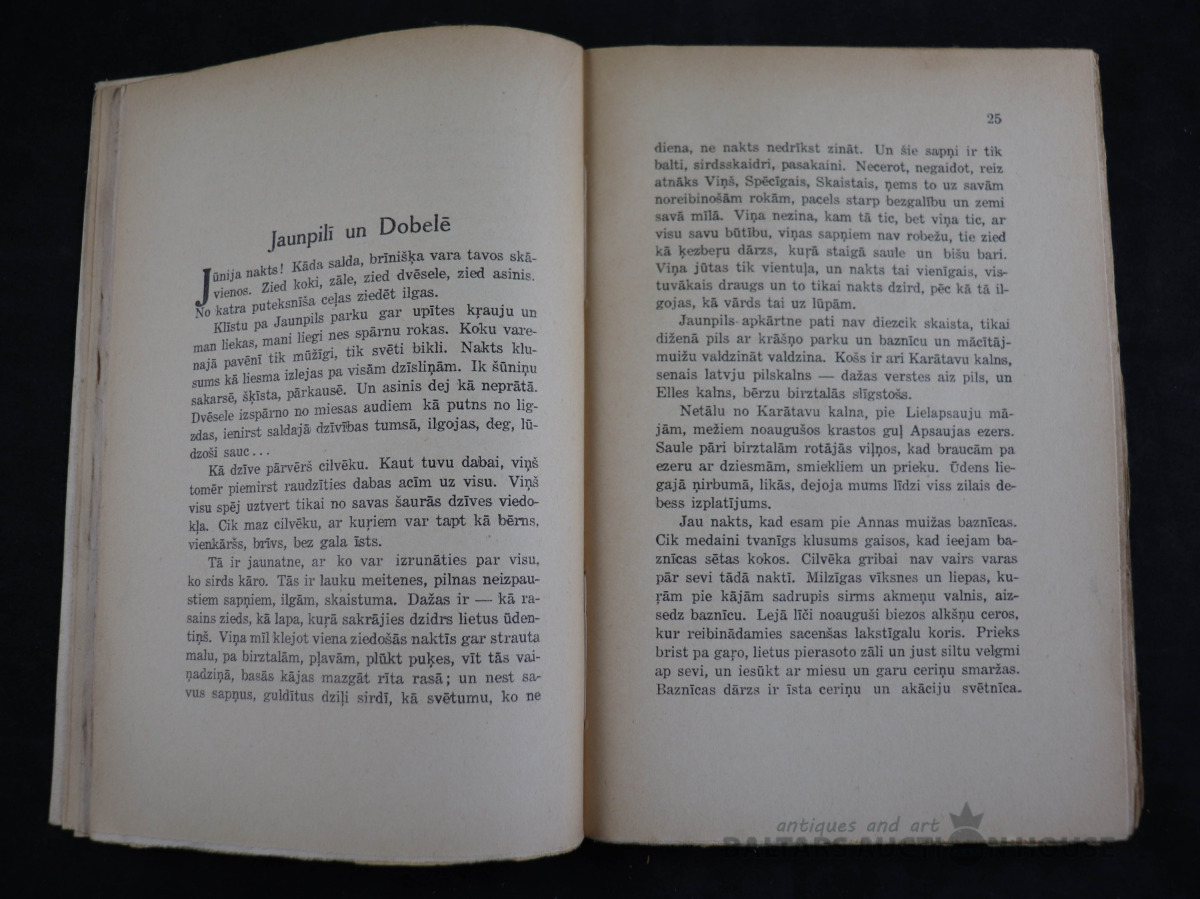 Jaunpilī un Dobelē
Jūnija nakts! Kāda salda, brīnišķa vara tavos skā-
vienos. Zied koki, zāle, zied dvēsele, zied asinis.
No katra puteksnīša ceļas ziedēt ilgas.
Klīstu pa Jaunpils parku gar upītes kŗauju un
man liekas, mani liegi nes spārnu rokas. Koku vare-
najā pavēnī tik mūžīgi, tik svēti bikli. Nakts klu-
sums kā liesma izlejas pa visām dzīsliņām. Ik šūniņu
sakarsē, šķīsta, pārkausē. Un asinis dej kā neprātā.
Dvēsele izspārno no miesas audiem kā putns no lig-
zdas, ienirst saldajā dzīvības tumsā, ilgojas, deg, lū-
dzoši sauc...
Kā dzīve pārvērš cilvēku. Kaut tuvu dabai, viņš
tomēr piemirst raudzīties dabas acīm uz visu. Viņš
visu spēj uztvert tikai no savas šaurās dzīves viedo-
kļa. Cik maz cilvēku, ar kuŗiem var tapt kā bērns,
vienkāršs, brīvs, bez gala īsts.
Tā ir jaunatne, ar ko var izrunāties par visu,
ko sirds kāro. Tās ir lauku meitenes, pilnas neizpau-
stiem sapņiem, ilgām, skaistuma. Dažas ir — kā ra-
sains zieds, kā lapa, kuŗā sakrājies dzidrs lietus ūden-
tiņš. Viņa mīl klejot viena ziedošās naktīs gar strauta
malu, pa birztalām, pļavām, plūkt puķes, vīt tās vai-
ņadziņā, basās kājas mazgāt rīta rasā; un nest sa-
vus sapņus, guldītus dziļi sirdī, kā svētumu, ko ne
25
diena, ne nakts nedrīkst zināt. Un šie sapņi ir tik
balti, sirdsskaidri, pasakaini. Necerot, negaidot, reiz
atnāks Viņš, Spēcīgais, Skaistais, ņems to uz savām
noreibinošām rokām, pacels starp bezgalību un zemi
savā mīlā. Viņa nezina, kam tā tic, bet viņa tic, ar
visu savu būtību, viņas sapņiem nav robežu, tie zied
kā ķezberu dārzs, kuŗā staigā saule un bišu bari.
Viņa jūtas tik vientuļa, un nakts tai vienīgais, vis-
tuvākais draugs un to tikai nakts dzird, pēc kā tā il-
gojas, kā vārds tai uz lūpām.
Jaunpils apkārtne pati nav diezcik skaista, tikai
diženā pils ar krāšņo parku un baznīcu un mācītāj-
muižu valdzināt valdzina. Košs ir ari Karātavu kalns,
senais latvju pilskalns — dažas verstes aiz pils, un
Elles kalns, bērzu birztalās slīgstošs.
Netālu no Karātavu kalna, pie Lielapsauju mā-
jām, mežiem noaugušos krastos guļ Apsaujas ezers.
Saule pāri birztalām rotājās viļņos, kad braucām pa
ezeru ar dziesmām, smiekliem un prieku. Ūdens lie-
gajā ņirbumā, likās, dejoja mums līdzi viss zilais de-
bess izplatījums.
Jau nakts, kad esam pie Annas muižas baznīcas.
Cik medaini tvanīgs klusums gaisos, kad ieejam ba-
znīcas sētas kokos. Cilvēka gribai nav vairs varas
pār sevi tādā naktī. Milzīgas vīksnes un liepas, ku-
ŗām pie kājām sadrupis sirms akmeņu valnis, aiz-
sedz baznīcu. Lejā līči noauguši biezos alkšņu ceros,
kur reibinādamies sacenšas lakstīgalu koris. Prieks
brist pa gaŗo, lietus pierasoto zāli un just siltu velgmi
ap sevi, un iesūkt ar miesu un garu ceriņu smaržas.
Baznīcas dārzs ir īsta ceriņu un akāciju svētnīca.
antiques and art
BALTARS AUCTION HOUSE